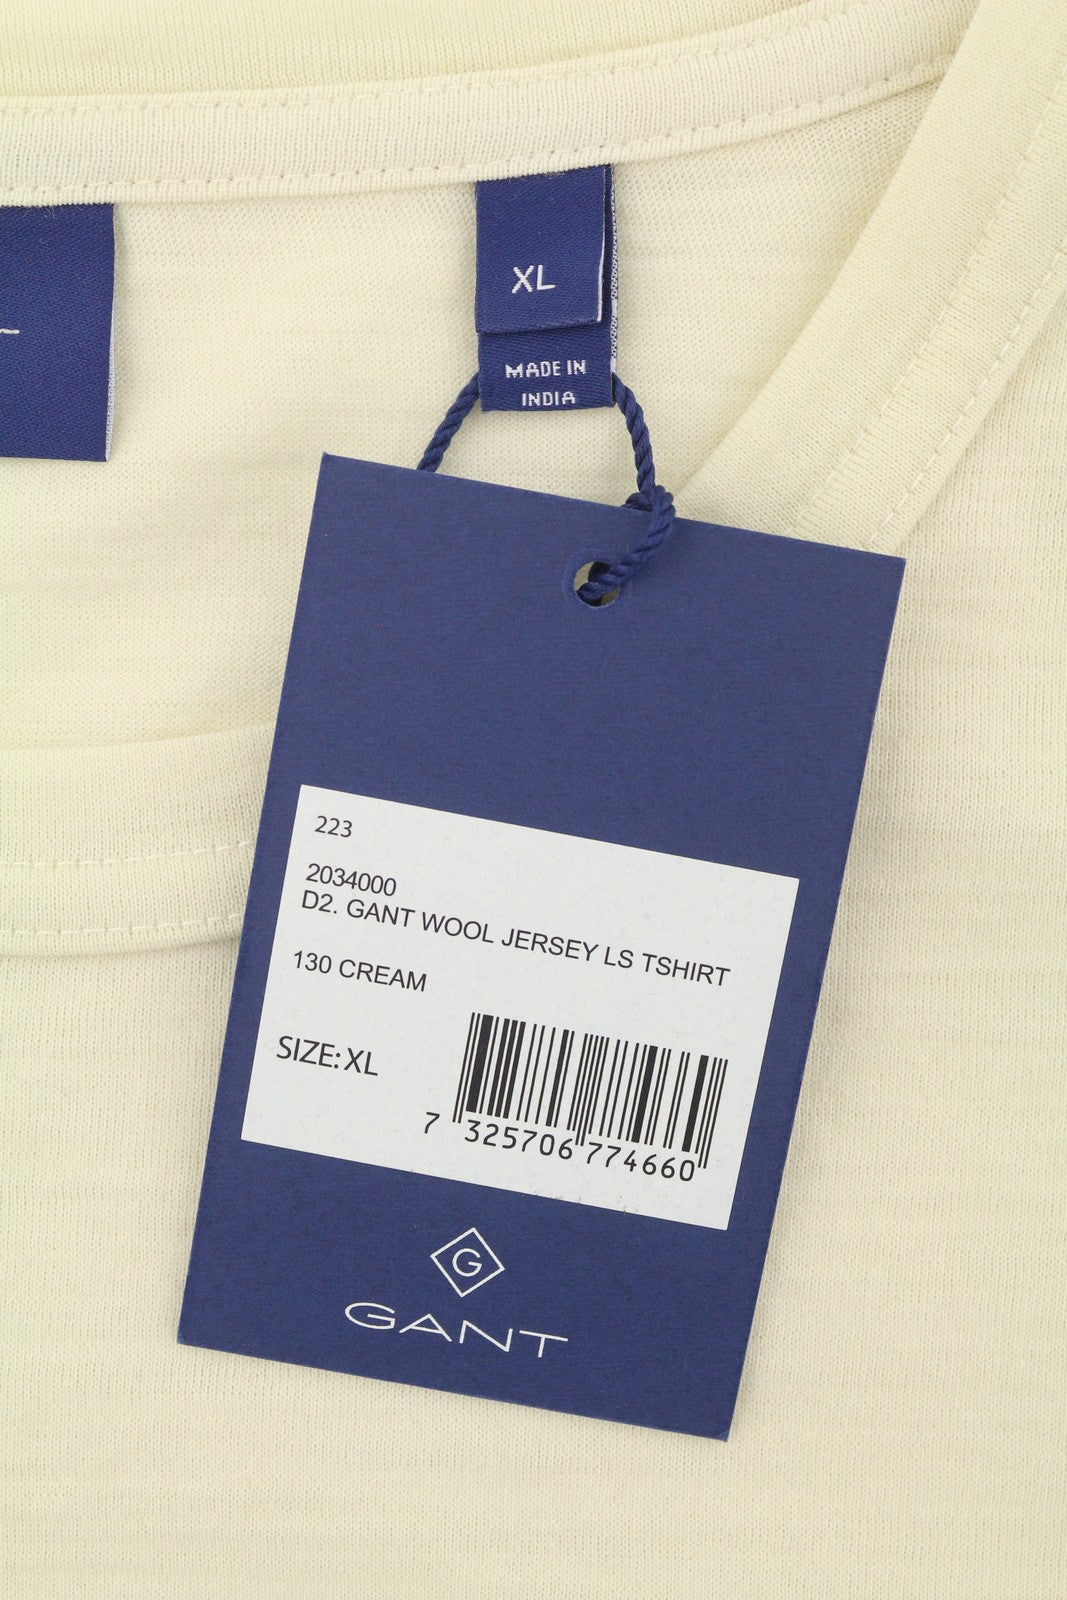 XL
MADE IN
INDIA
223
2034000
D2. GANT WOOL JERSEY LS TSHIRT
130 CREAM
SIZE: XL
7 325706 774660
G
GANT